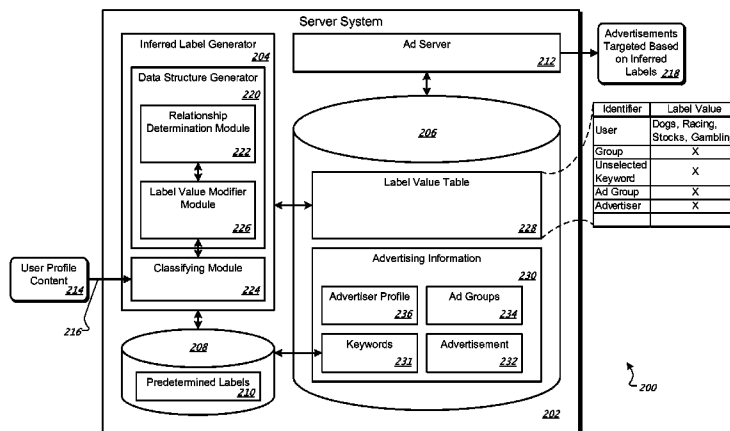 Server System
Inferred Label Generator
204
Data Structure Generator
220
Relationship
Determination Module
222
Label Value Modifier
Module
226
Classifying Module
224
User Profile
Content
214
216
208
Predetermined Labels
210
Ad Server
212
206
Label Value Table
228
Advertising Information
230
Advertiser Profile
236
Ad Groups
234
Keywords
231
Advertisement
232
202
Advertisements
Targeted Based
on Inferred
Labels 218
Identifier Label Value
User Dogs, Racing,
Stocks, Gamblin
Group X
Unselected
Keyword X
Ad Group X
Advertiser X
200